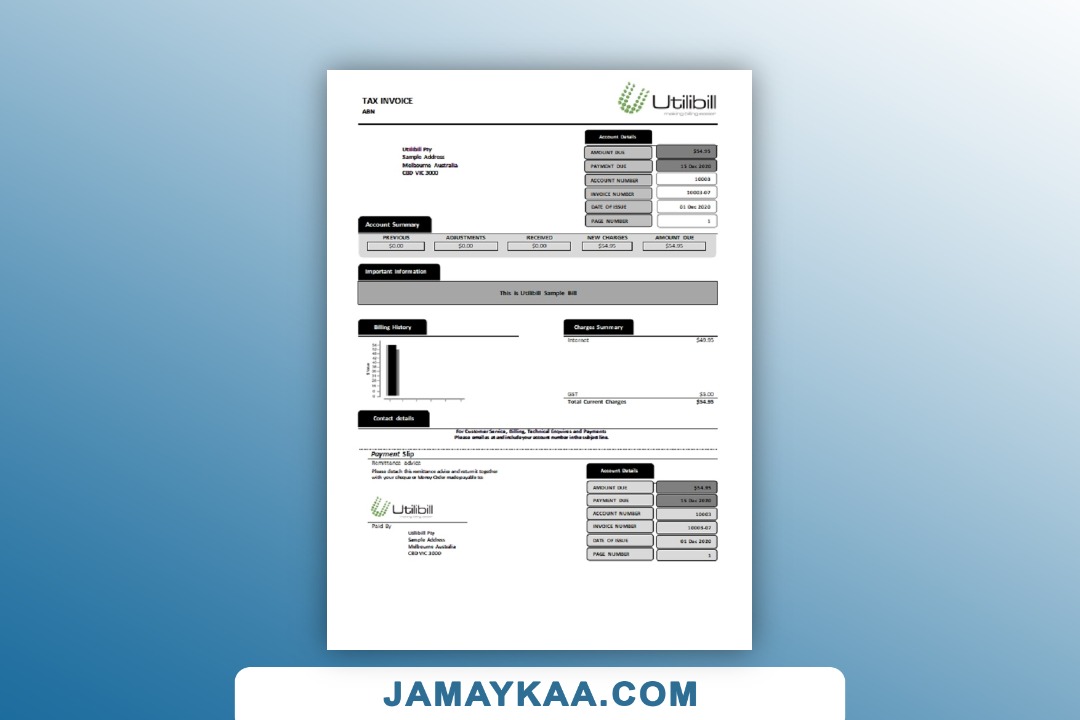 TAX INVOICE
ABN
Utilibill
Account Details
AMOUNT DUE $54.95
PAYMENT DUE 15 Dec 2020
ACCOUNT NUMBER 10003
INVOICE NUMBER 10003-07
DATE OF ISSUE 01 Dec 2020
PAGE NUMBER 1
Utilibill Pty
Sample Address
Melbourne Australia
CBD VIC 3000
Account Summary
PREVIOUS ADJUSTMENTS RECEIVED NEW CHARGES AMOUNT DUE
$0.00 $0.00 $0.00 $54.95 $54.95
Important Information
This is Utilibill Sample Bill
Billing History
Charges Summary
Internet $49.95
GST $5.00
Total Current Charges $54.95
Contact details
For Customer Service, Billing, Technical Enquires and Payments
Please email us at and include your account number in the subject line.
Payment Slip
Remittance advice
Please detach this remittance advice and return it together
with your cheque or Money Order made payable to:
Utilibill
Paid By
Utilibill Pty
Sample Address
Melbourne Australia
CBD VIC 3000
Account Details
AMOUNT DUE $54.95
PAYMENT DUE 15 Dec 2020
ACCOUNT NUMBER 10003
INVOICE NUMBER 10003-07
DATE OF ISSUE 01 Dec 2020
PAGE NUMBER 1
JAMAYKAA.COM